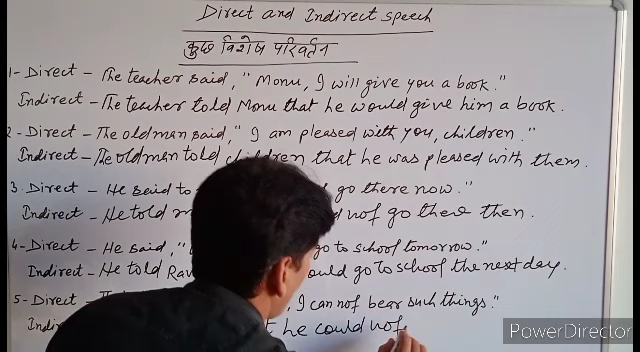 Direct and Indirect speech
कुछ विशेष परिवर्तन
1- Direct - The teacher said, " Monu, I will give you a book."
Indirect - The teacher told Monu that he would give him a book.
2- Direct - The old man said, " I am pleased with you, children."
Indirect - The old man told children that he was pleased with them.
3. Direct - He said to go there now."
Indirect - He told not go there then.
4- Direct - He said, " go to school tomorrow."
Indirect - He told Rav would go to school the next day.
5- Direct - I can not bear such things."
he could not
PowerDirector